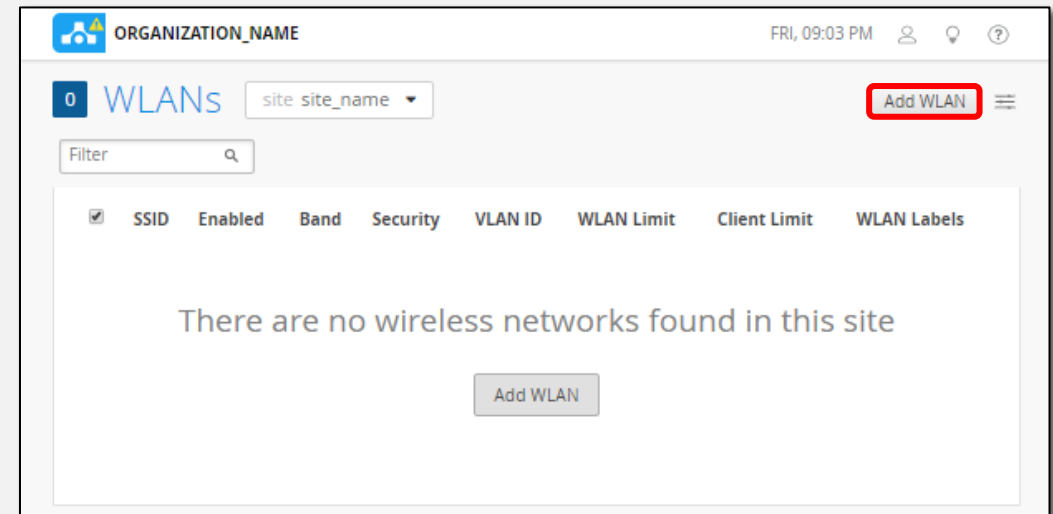 ORGANIZATION_NAME FRI, 09:03 PM ?
0 WLANs site site_name Add WLAN
Filter
SSID Enabled Band Security VLAN ID WLAN Limit Client Limit WLAN Labels
There are no wireless networks found in this site
Add WLAN